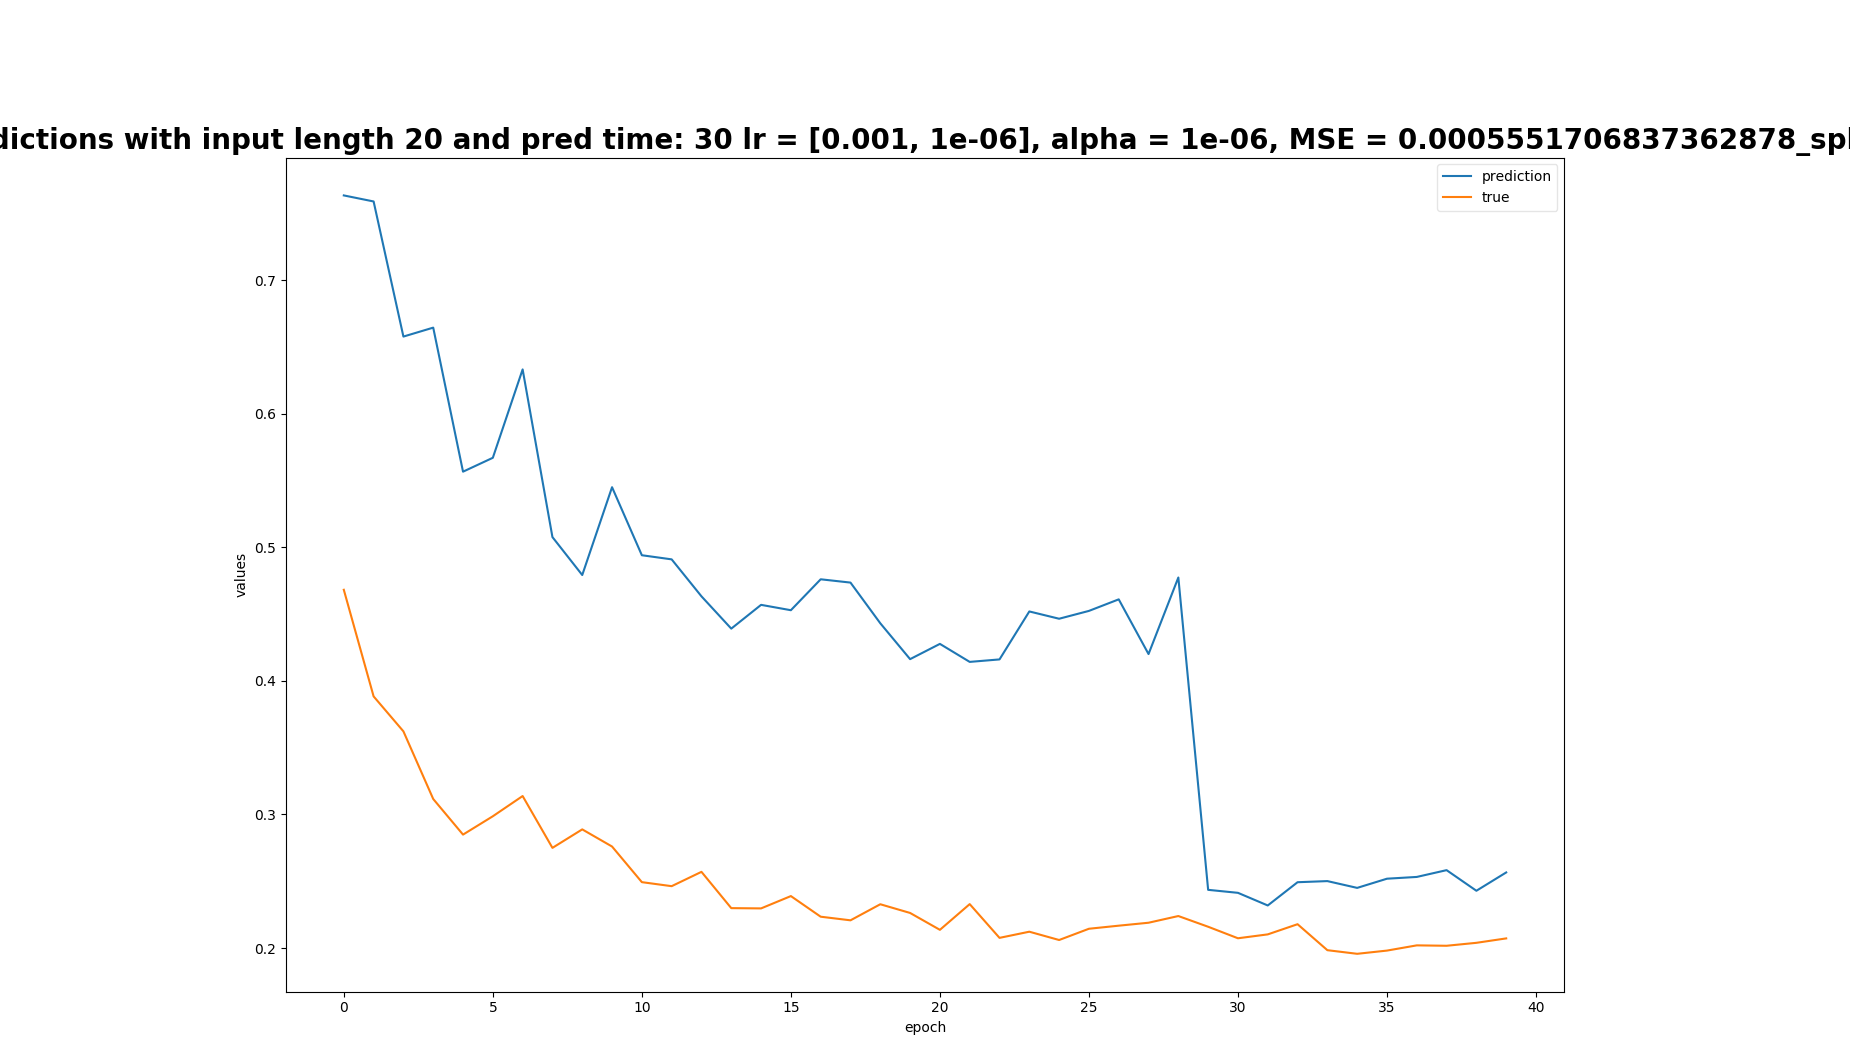 dictions with input length 20 and pred time: 30 lr = [0.001, 1e-06], alpha = 1e-06, MSE = 0.0005551706837362878_spl
prediction
true
0.7
0.6
0.5
0.4
0.3
0.2
values
0 5 10 15 20 25 30 35 40
epoch